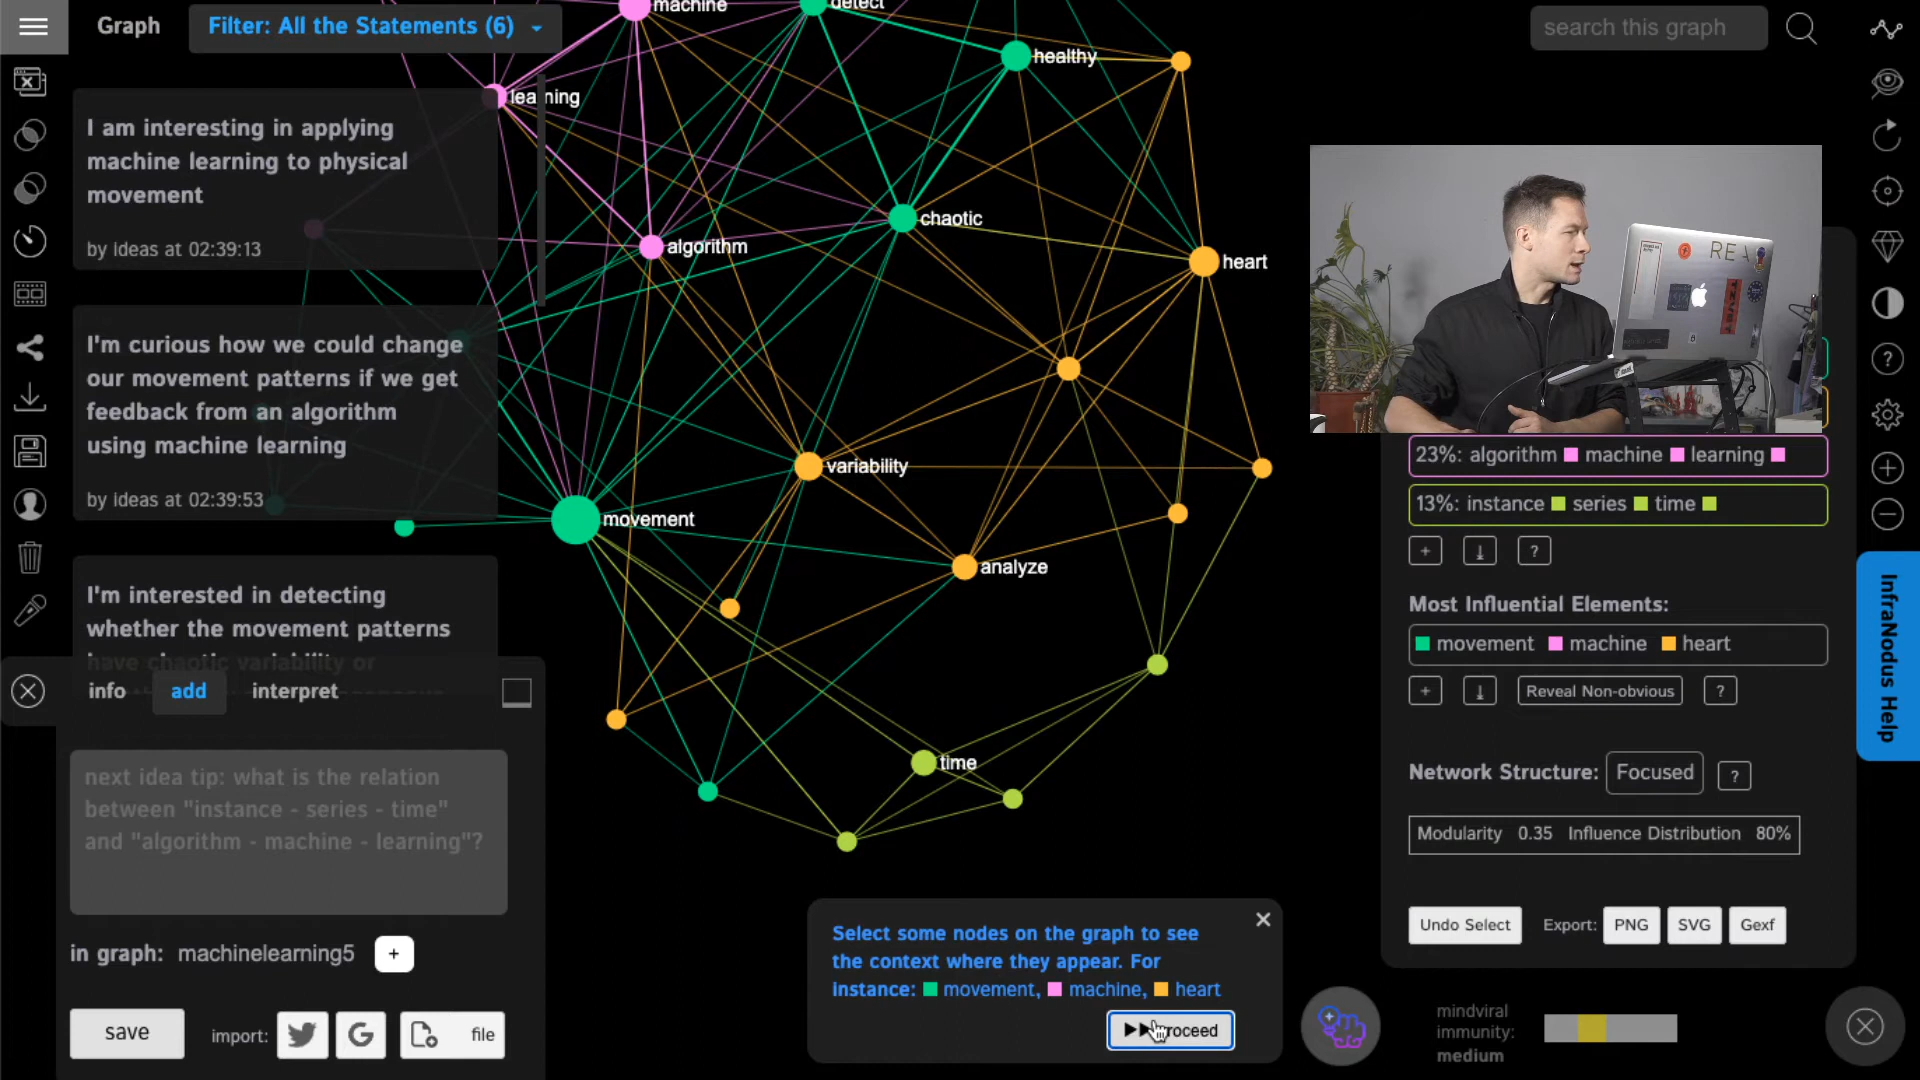 Graph
Filter: All the Statements (6)
search this graph
machine
detect
healthy
learning
chaotic
algorithm
heart
variability
movement
analyze
time
I am interesting in applying
machine learning to physical
movement
by ideas at 02:39:13
I'm curious how we could change
our movement patterns if we get
feedback from an algorithm
using machine learning
by ideas at 02:39:53
I'm interested in detecting
whether the movement patterns
have chaotic variability or
info
add
interpret
next idea tip: what is the relation
between "instance - series - time"
and "algorithm - machine - learning"?
in graph: machinelearning5 +
save
import:
file
Select some nodes on the graph to see
the context where they appear. For
instance: movement, machine, heart
23%: algorithm machine learning
13%: instance series time
+ ?
Most Influential Elements:
movement machine heart
+ Reveal Non-obvious ?
Network Structure: Focused ?
Modularity 0.35 Influence Distribution 80%
Undo Select Export: PNG SVG Gexf
mindviral
immunity:
medium
InfraNodus Help